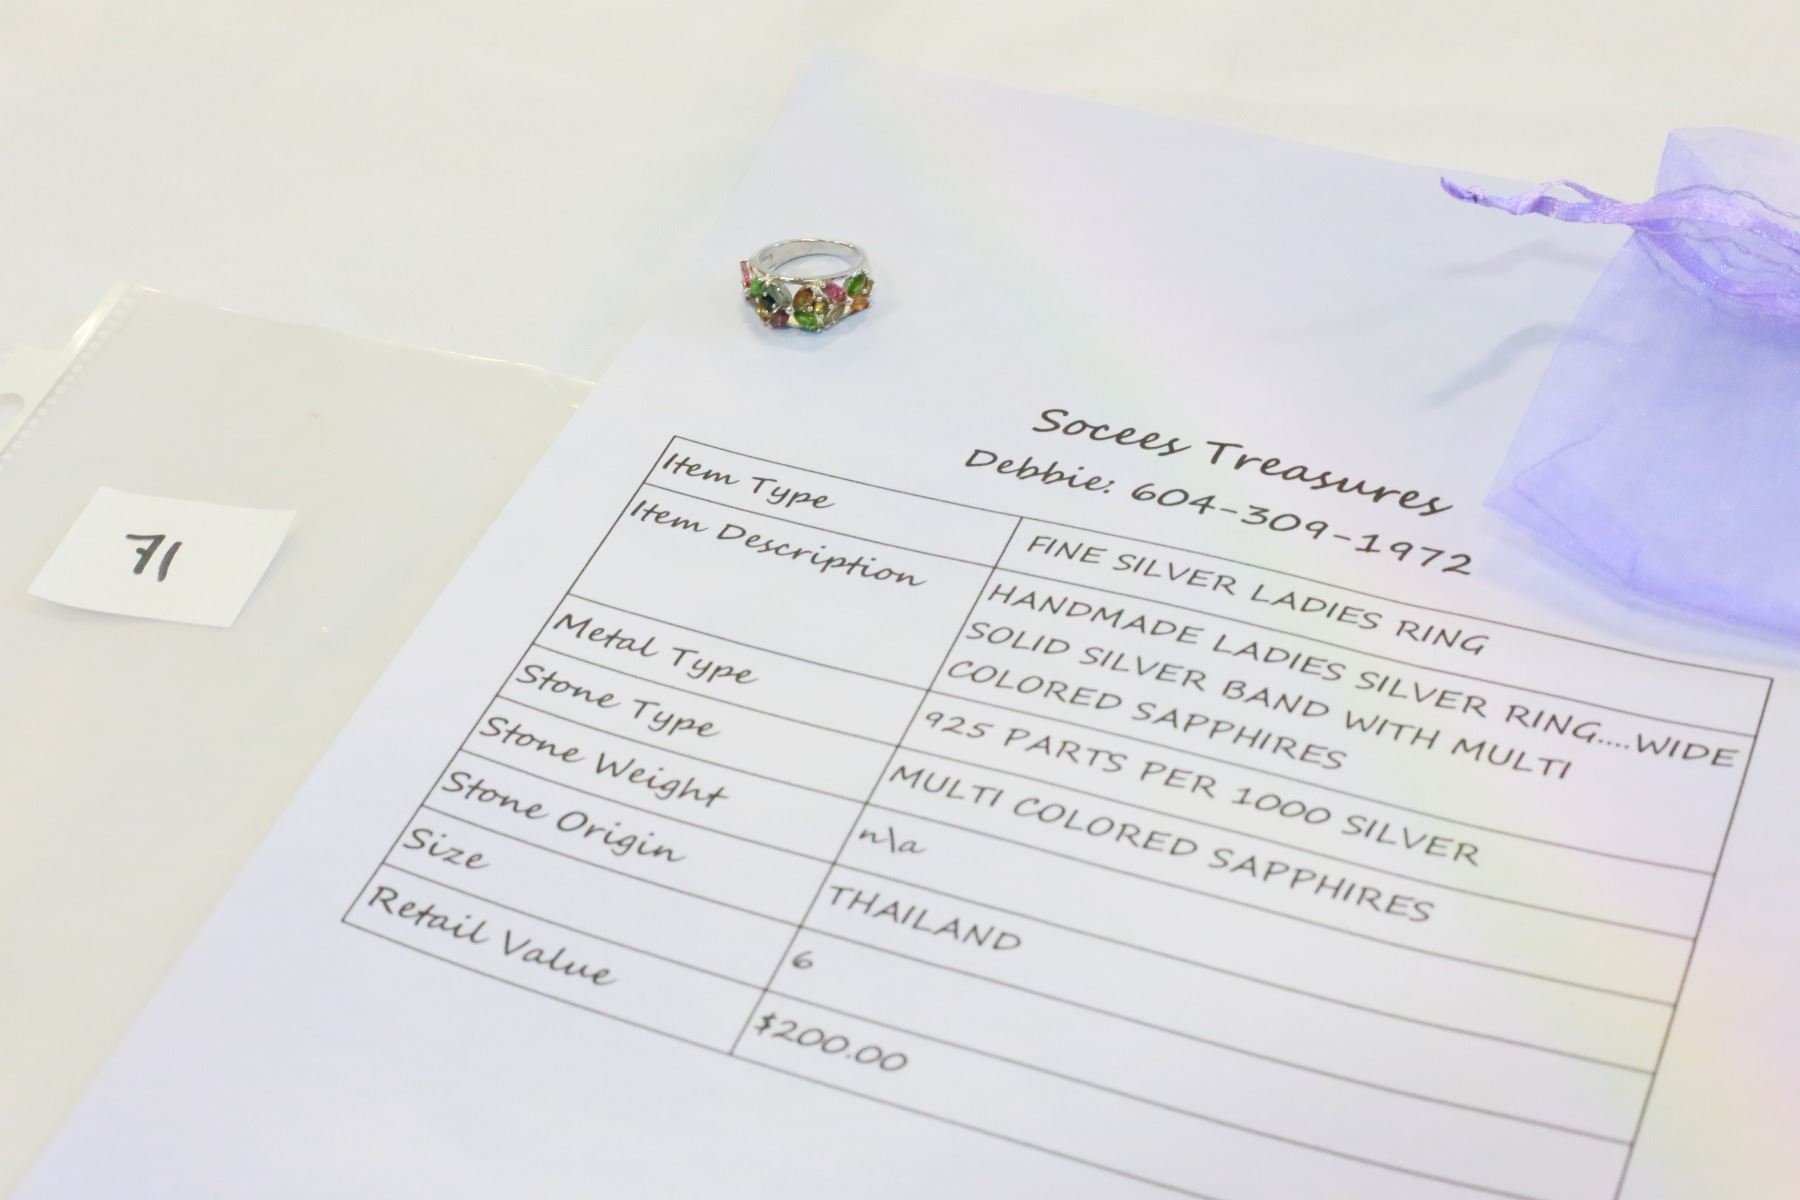 71
Socees Treasures
Debbie: 604-309-1972
Item Type FINE SILVER LADIES RING
Item Description HANDMADE LADIES SILVER RING....WIDE
SOLID SILVER BAND WITH MULTI
COLORED SAPPHIRES
Metal Type 925 PARTS PER 1000 SILVER
Stone Type MULTI COLORED SAPPHIRES
Stone Weight n\a
Stone Origin THAILAND
Size 6
Retail Value $200.00